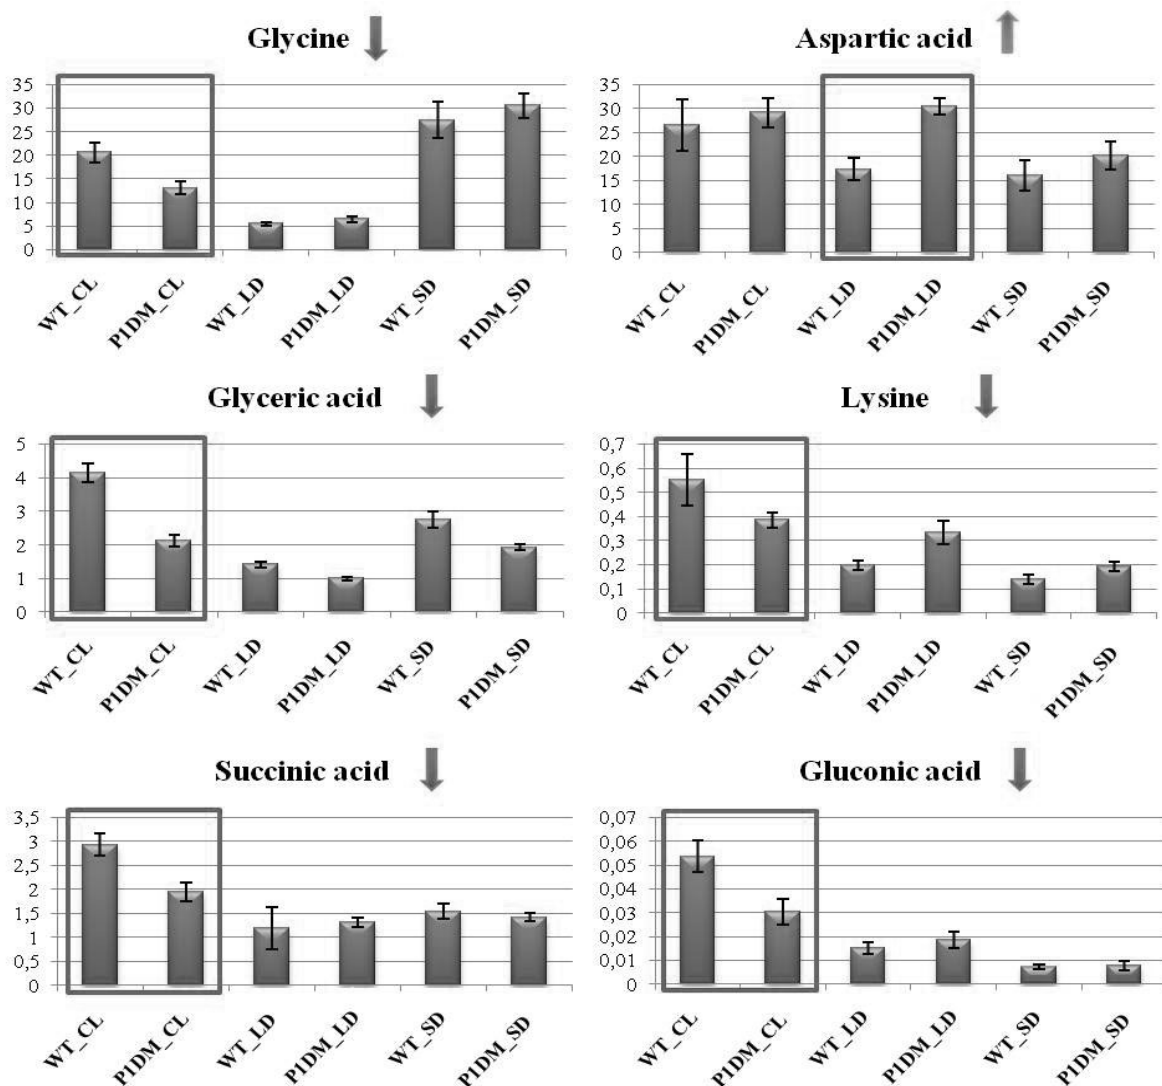 Glycine
35
30
25
20
15
10
5
0
WT_CL
P1DM_CL
WT_LD
P1DM_LD
WT_SD
P1DM_SD
Aspartic acid
35
30
25
20
15
10
5
0
WT_CL
P1DM_CL
WT_LD
P1DM_LD
WT_SD
P1DM_SD
Glyceric acid
5
4
3
2
1
0
WT_CL
P1DM_CL
WT_LD
P1DM_LD
WT_SD
P1DM_SD
Lysine
0,7
0,6
0,5
0,4
0,3
0,2
0,1
0
WT_CL
P1DM_CL
WT_LD
P1DM_LD
WT_SD
P1DM_SD
Succinic acid
3,5
3
2,5
2
1,5
1
0,5
0
WT_CL
P1DM_CL
WT_LD
P1DM_LD
WT_SD
P1DM_SD
Gluconic acid
0,07
0,06
0,05
0,04
0,03
0,02
0,01
0
WT_CL
P1DM_CL
WT_LD
P1DM_LD
WT_SD
P1DM_SD